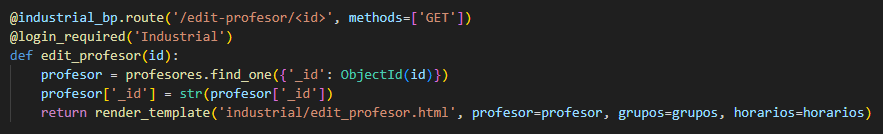 @industrial_bp.route('/edit-profesor/<id>', methods=['GET'])
@login_required('Industrial')
def edit_profesor(id):
    profesor = profesores.find_one({'_id': ObjectId(id)})
    profesor['_id'] = str(profesor['_id'])
    return render_template('industrial/edit_profesor.html', profesor=profesor, grupos=grupos, horarios=horarios)